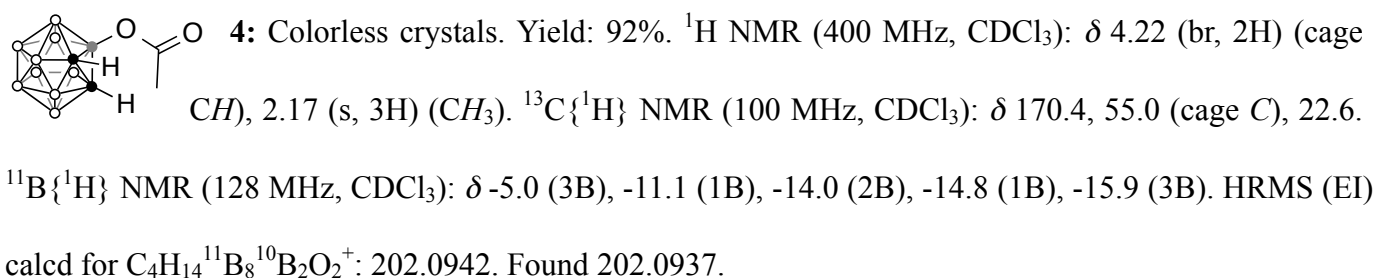 O O H H 4: Colorless crystals. Yield: 92%. ¹H NMR (400 MHz, CDCl₃): δ 4.22 (br, 2H) (cage
CH), 2.17 (s, 3H) (CH₃). ¹³C{¹H} NMR (100 MHz, CDCl₃): δ 170.4, 55.0 (cage C), 22.6.
¹¹B{¹H} NMR (128 MHz, CDCl₃): δ -5.0 (3B), -11.1 (1B), -14.0 (2B), -14.8 (1B), -15.9 (3B). HRMS (EI)
calcd for C₄H₁₄¹¹B₈¹⁰B₂O₂⁺: 202.0942. Found 202.0937.